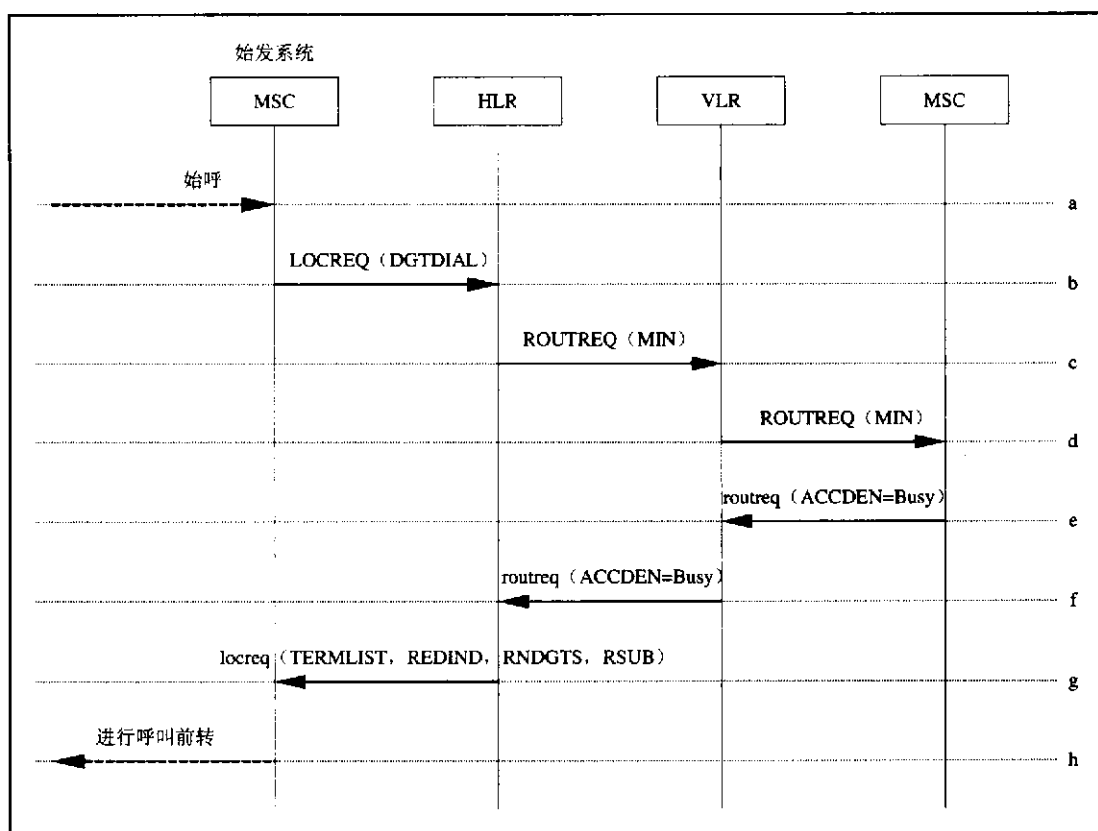 始发系统
MSC HLR VLR MSC
始呼
a
LOCREQ（DGTDIAL）
b
ROUTREQ（MIN）
c
ROUTREQ（MIN）
d
routreq（ACCDEN=Busy）
e
routreq（ACCDEN=Busy）
f
locreq（TERMLIST，REDIND，RNDGTS，RSUB）
g
进行呼叫前转
h